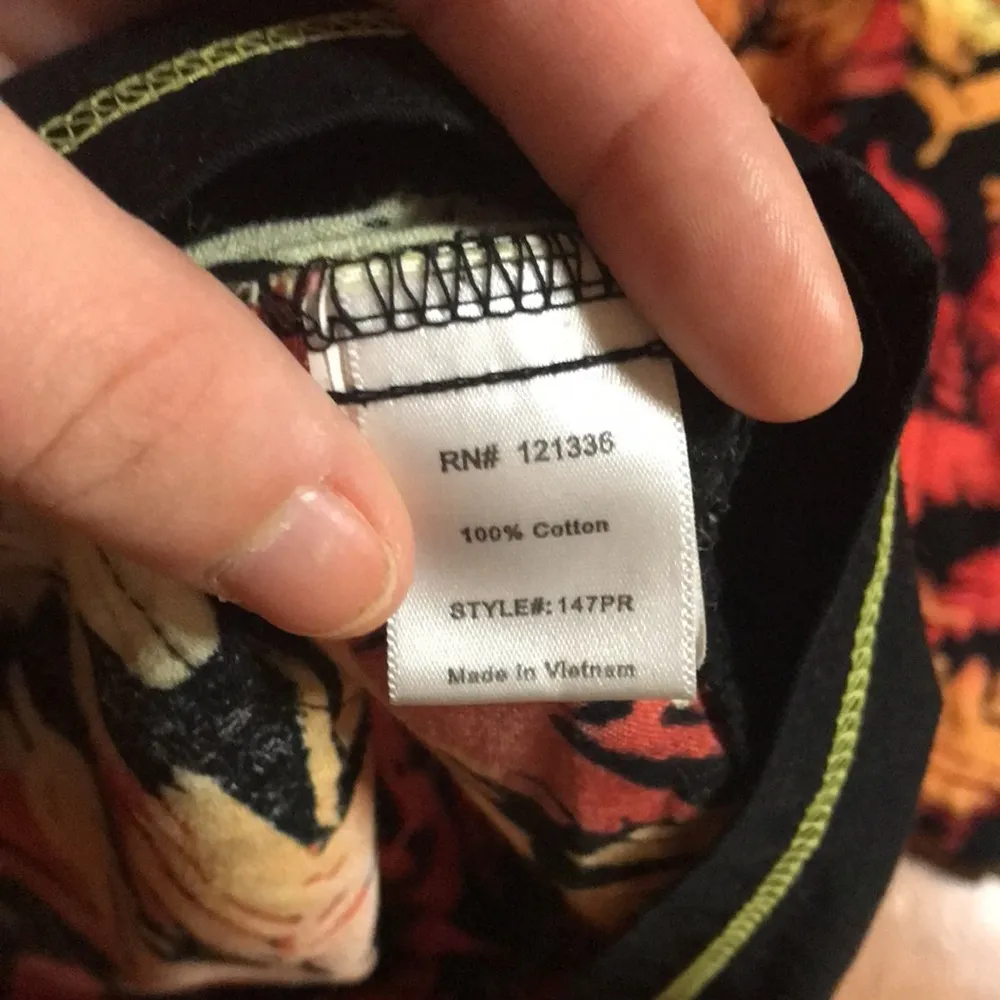 RN# 121336
100% Cotton
STYLE#: 147PR
Made in Vietnam